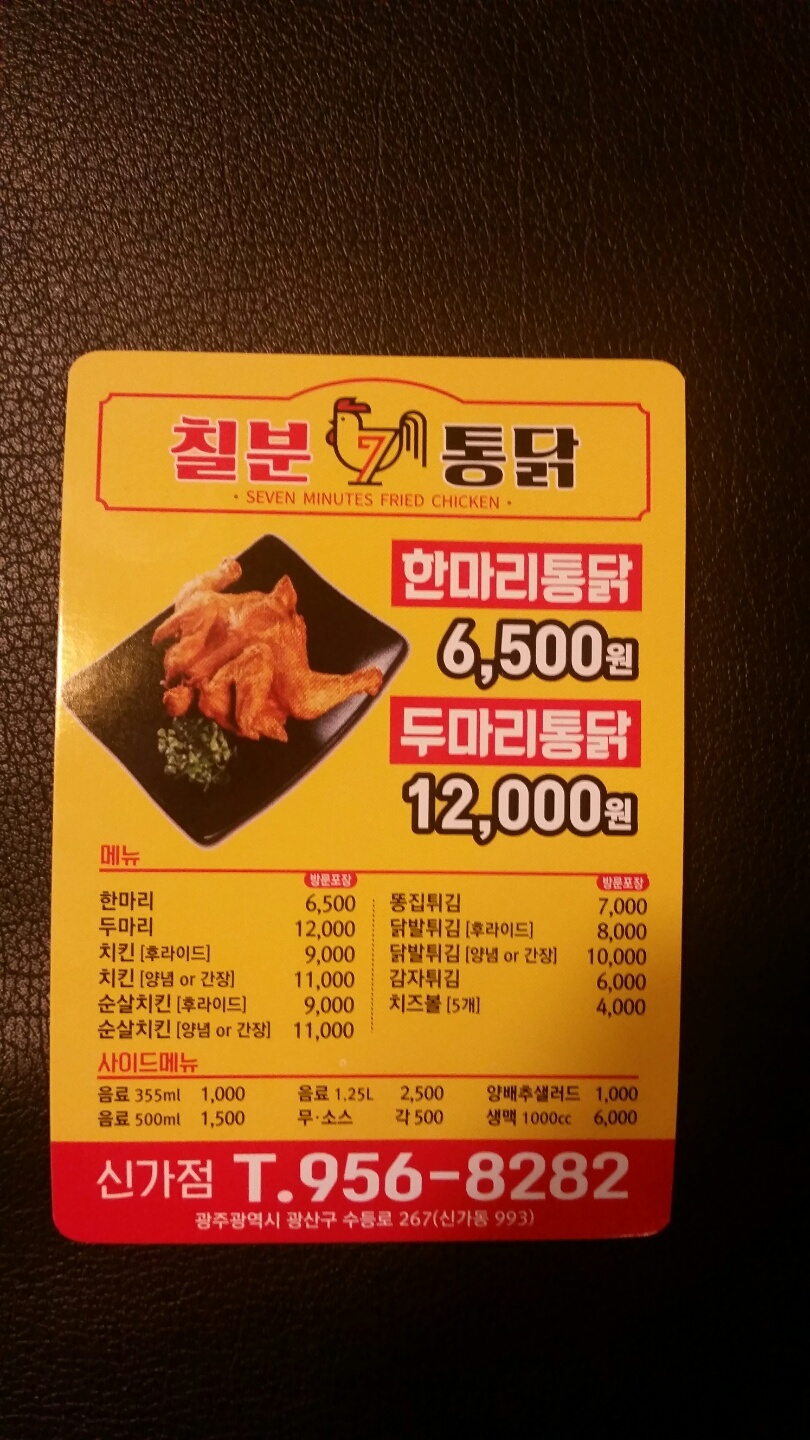 칠분 7 통닭
· SEVEN MINUTES FRIED CHICKEN ·
한마리통닭
6,500원
두마리통닭
12,000원
메뉴
방문포장
한마리 6,500
두마리 12,000
치킨 [후라이드] 9,000
치킨 [양념 or 간장] 11,000
순살치킨 [후라이드] 9,000
순살치킨 [양념 or 간장] 11,000
방문포장
똥집튀김 7,000
닭발튀김 [후라이드] 8,000
닭발튀김 [양념 or 간장] 10,000
감자튀김 6,000
치즈볼 [5개] 4,000
사이드메뉴
음료 355ml 1,000 음료 1.25L 2,500 양배추샐러드 1,000
음료 500ml 1,500 무·소스 각 500 생맥 1000cc 6,000
신가점 T.956-8282
광주광역시 광산구 수등로 267(신가동 993)